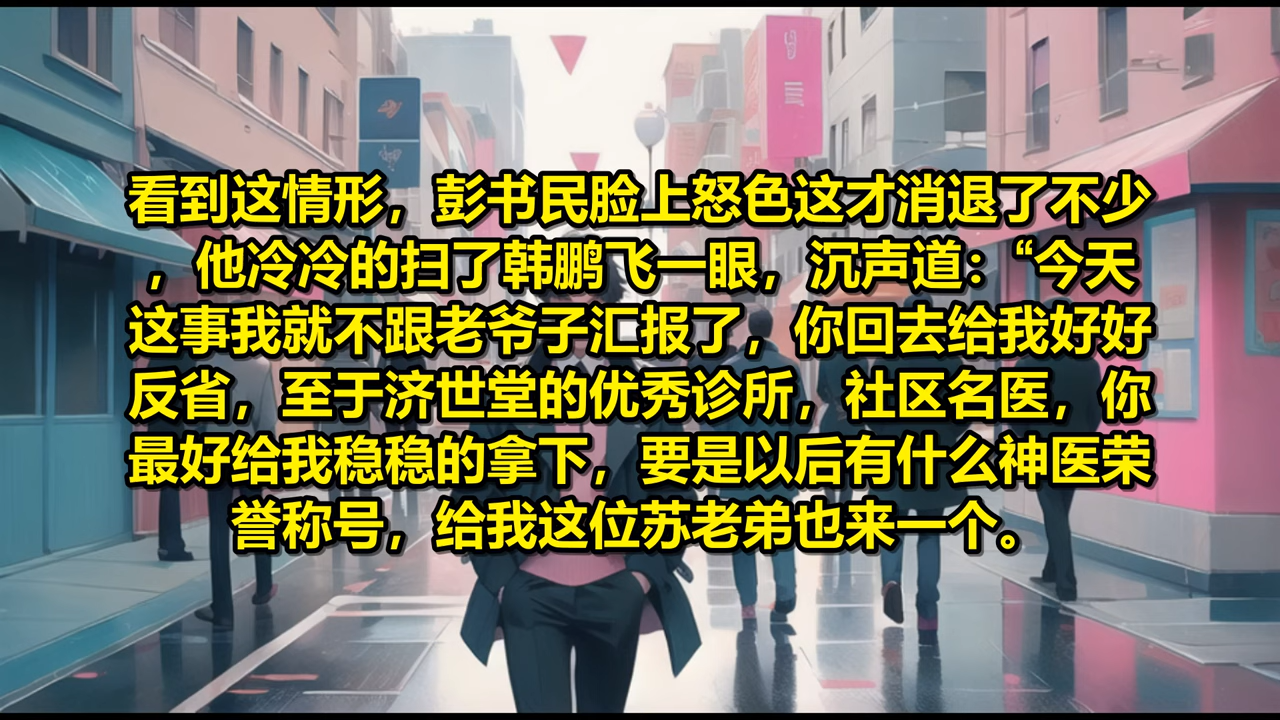 看到这情形，彭书民脸上怒色这才消退了不少
，他冷冷的扫了韩鹏飞一眼，沉声道：“今天
这事我就不跟老爷子汇报了，你回去给我好好
反省，至于济世堂的优秀诊所，社区名医，你
最好给我稳稳的拿下，要是以后有什么神医荣
誉称号，给我这位苏老弟也来一个。